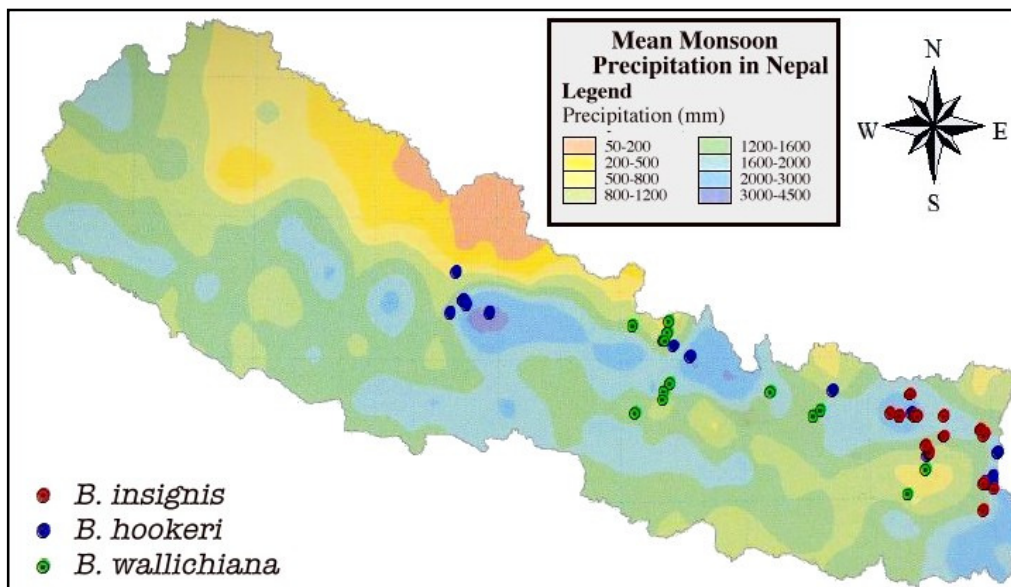 Mean Monsoon
Precipitation in Nepal
Legend
Precipitation (mm)
50-200
200-500
500-800
800-1200
1200-1600
1600-2000
2000-3000
3000-4500
N
W E
S
B. insignis
B. hookeri
B. wallichiana